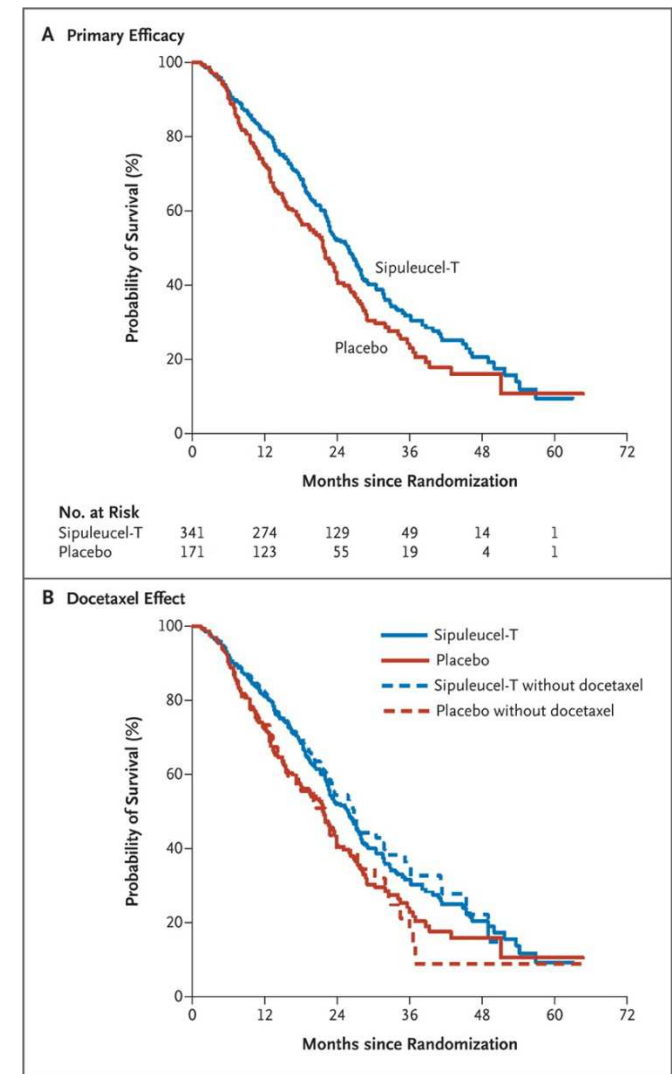 A Primary Efficacy
100
80
60
40
20
0
Probability of Survival (%)
Sipuleucel-T
Placebo
0 12 24 36 48 60 72
Months since Randomization
No. at Risk
Sipuleucel-T 341 274 129 49 14 1
Placebo 171 123 55 19 4 1
B Docetaxel Effect
100
80
60
40
20
0
Probability of Survival (%)
Sipuleucel-T
Placebo
Sipuleucel-T without docetaxel
Placebo without docetaxel
0 12 24 36 48 60 72
Months since Randomization